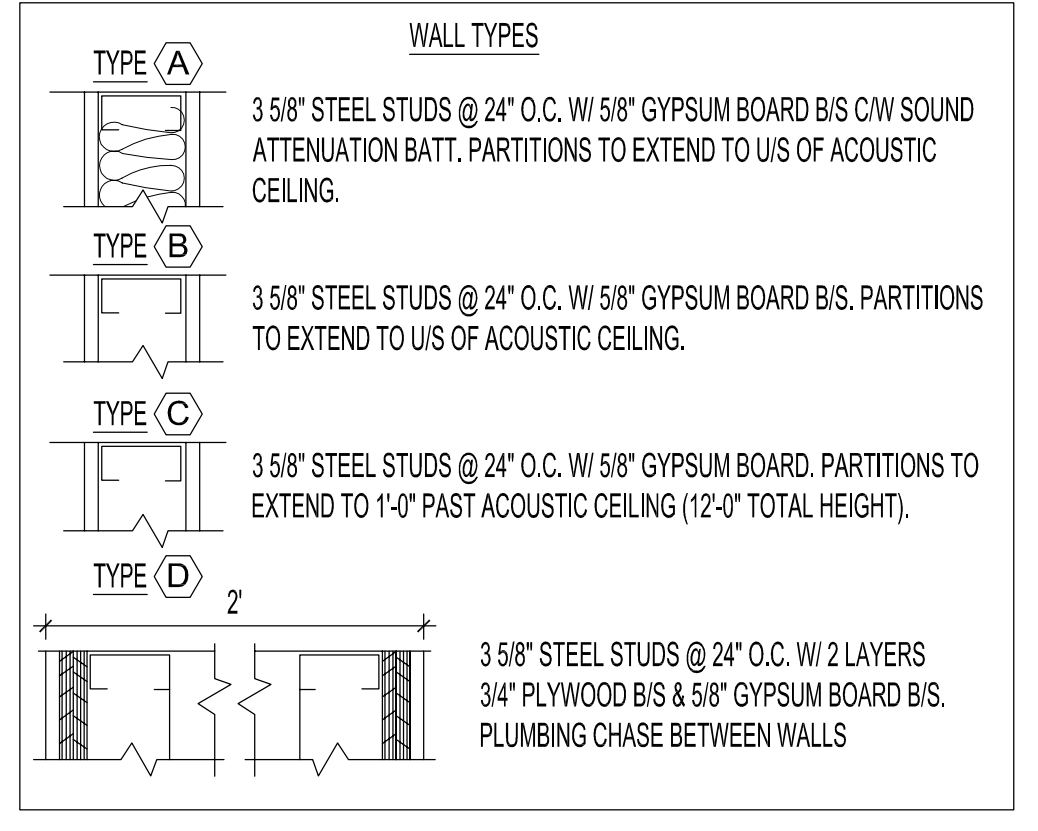 WALL TYPES
TYPE A
3 5/8" STEEL STUDS @ 24" O.C. W/ 5/8" GYPSUM BOARD B/S C/W SOUND
ATTENUATION BATT. PARTITIONS TO EXTEND TO U/S OF ACOUSTIC
CEILING.
TYPE B
3 5/8" STEEL STUDS @ 24" O.C. W/ 5/8" GYPSUM BOARD B/S. PARTITIONS
TO EXTEND TO U/S OF ACOUSTIC CEILING.
TYPE C
3 5/8" STEEL STUDS @ 24" O.C. W/ 5/8" GYPSUM BOARD. PARTITIONS TO
EXTEND TO 1'-0" PAST ACOUSTIC CEILING (12'-0" TOTAL HEIGHT).
TYPE D
2'
3 5/8" STEEL STUDS @ 24" O.C. W/ 2 LAYERS
3/4" PLYWOOD B/S & 5/8" GYPSUM BOARD B/S.
PLUMBING CHASE BETWEEN WALLS